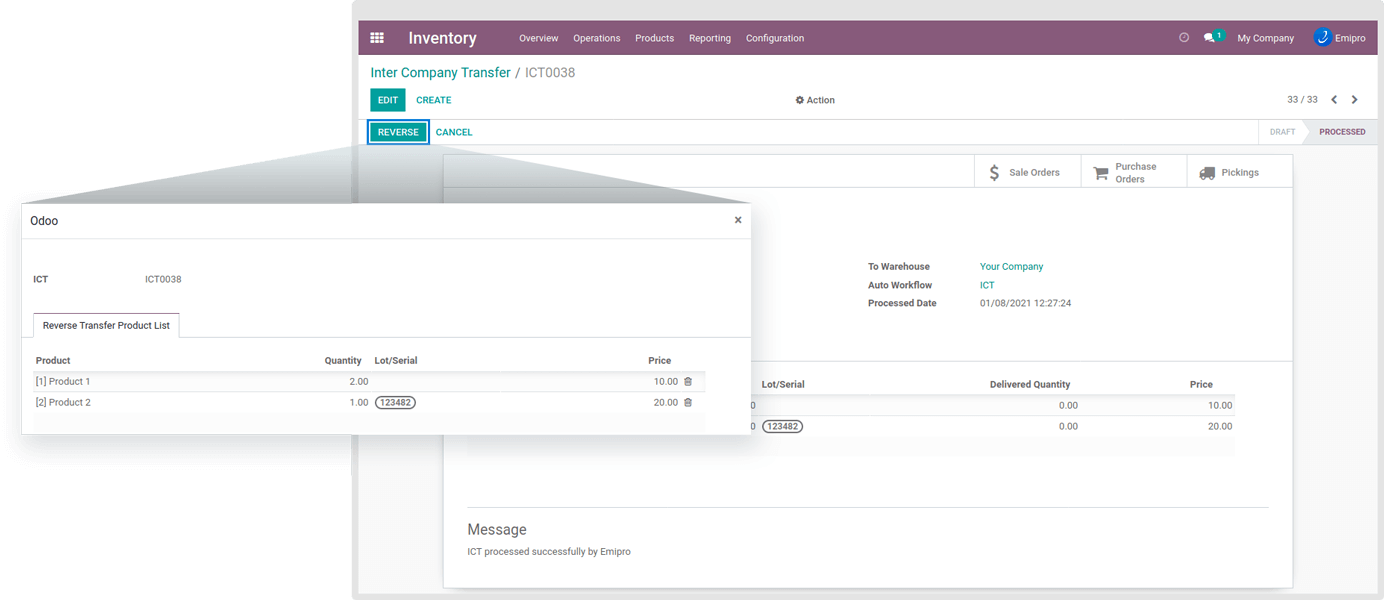 Inventory Overview Operations Products Reporting Configuration 1 My Company Emipro
Inter Company Transfer / ICT0038
EDIT CREATE Action 33 / 33
REVERSE CANCEL DRAFT PROCESSED
$ Sale Orders Purchase Orders Pickings
Odoo ×
ICT ICT0038
Reverse Transfer Product List
Product Quantity Lot/Serial Price
[1] Product 1 2.00 10.00
[2] Product 2 1.00 123482 20.00
To Warehouse Your Company
Auto Workflow ICT
Processed Date 01/08/2021 12:27:24
Lot/Serial Delivered Quantity Price
0 0.00 10.00
0 123482 0.00 20.00
Message
ICT processed successfully by Emipro